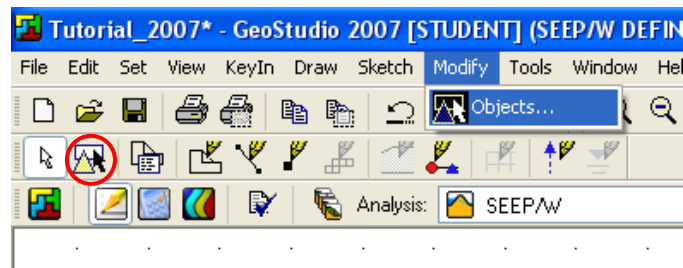 Tutorial_2007* - GeoStudio 2007 [STUDENT] (SEEP/W DEFIN
File Edit Set View KeyIn Draw Sketch Modify Tools Window Hel
Objects...
Analysis: SEEP/W